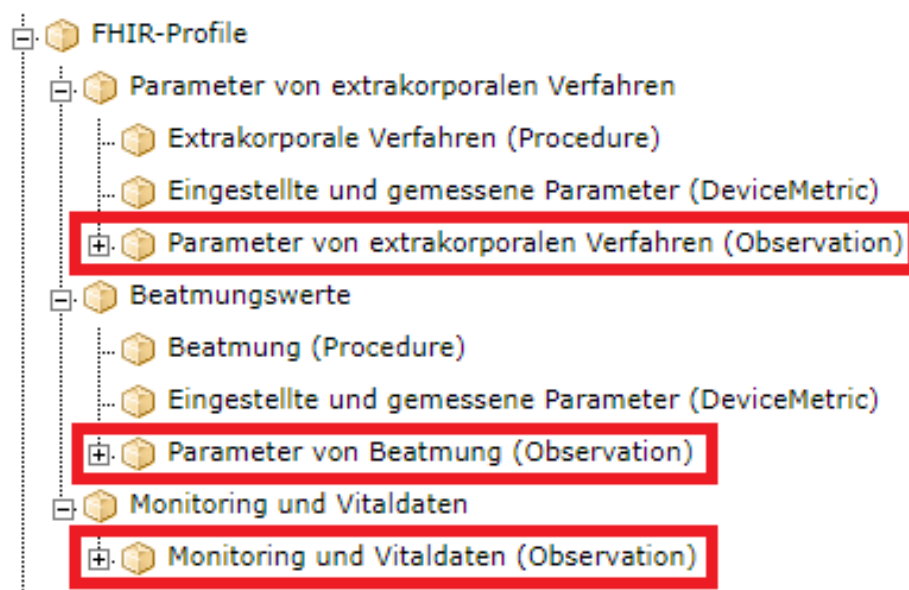 FHIR-Profile
Parameter von extrakorporalen Verfahren
Extrakorporale Verfahren (Procedure)
Eingestellte und gemessene Parameter (DeviceMetric)
Parameter von extrakorporalen Verfahren (Observation)
Beatmungswerte
Beatmung (Procedure)
Eingestellte und gemessene Parameter (DeviceMetric)
Parameter von Beatmung (Observation)
Monitoring und Vitaldaten
Monitoring und Vitaldaten (Observation)